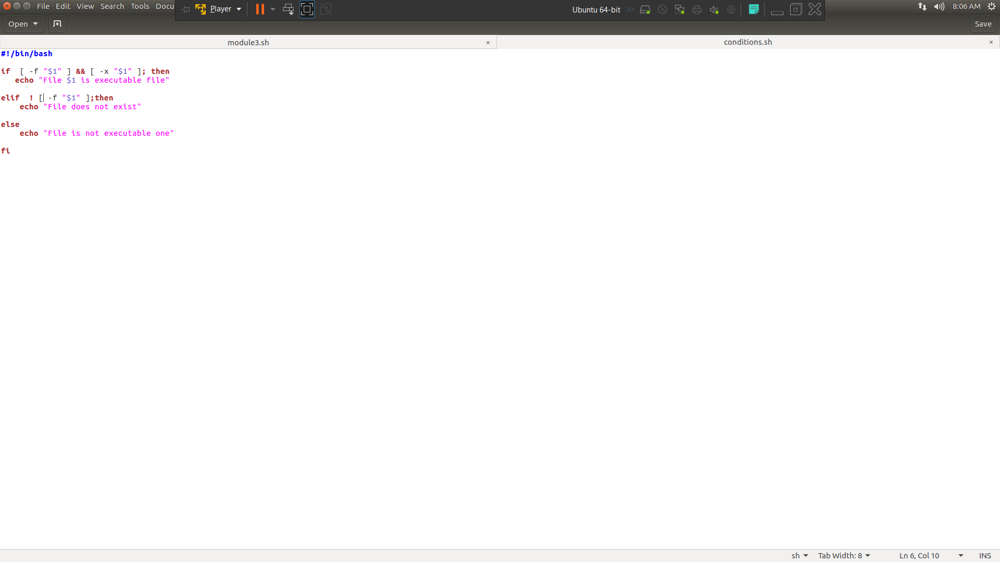 File Edit View Search Tools Docu
Player
Ubuntu 64-bit
8:06 AM
Open
Save
module3.sh
conditions.sh
#!/bin/bash
if  [ -f "$1" ] && [ -x "$1" ]; then
   echo "File $1 is executable file"
elif  ! [ -f "$1" ];then
    echo "File does not exist"
else
    echo "File is not executable one"
fi
sh
Tab Width: 8
Ln 6, Col 10
INS